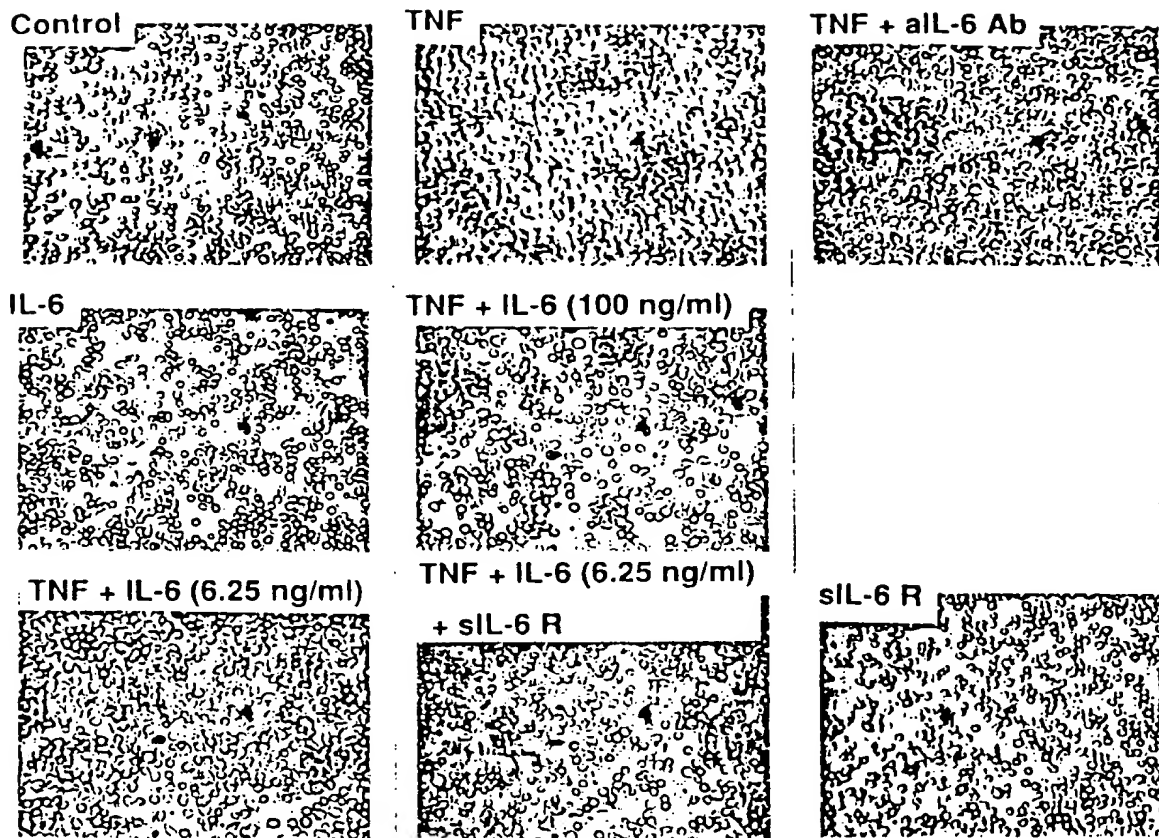 Control
TNF
TNF + aIL-6 Ab
IL-6
TNF + IL-6 (100 ng/ml)
TNF + IL-6 (6.25 ng/ml)
TNF + IL-6 (6.25 ng/ml)
+ sIL-6 R
sIL-6 R